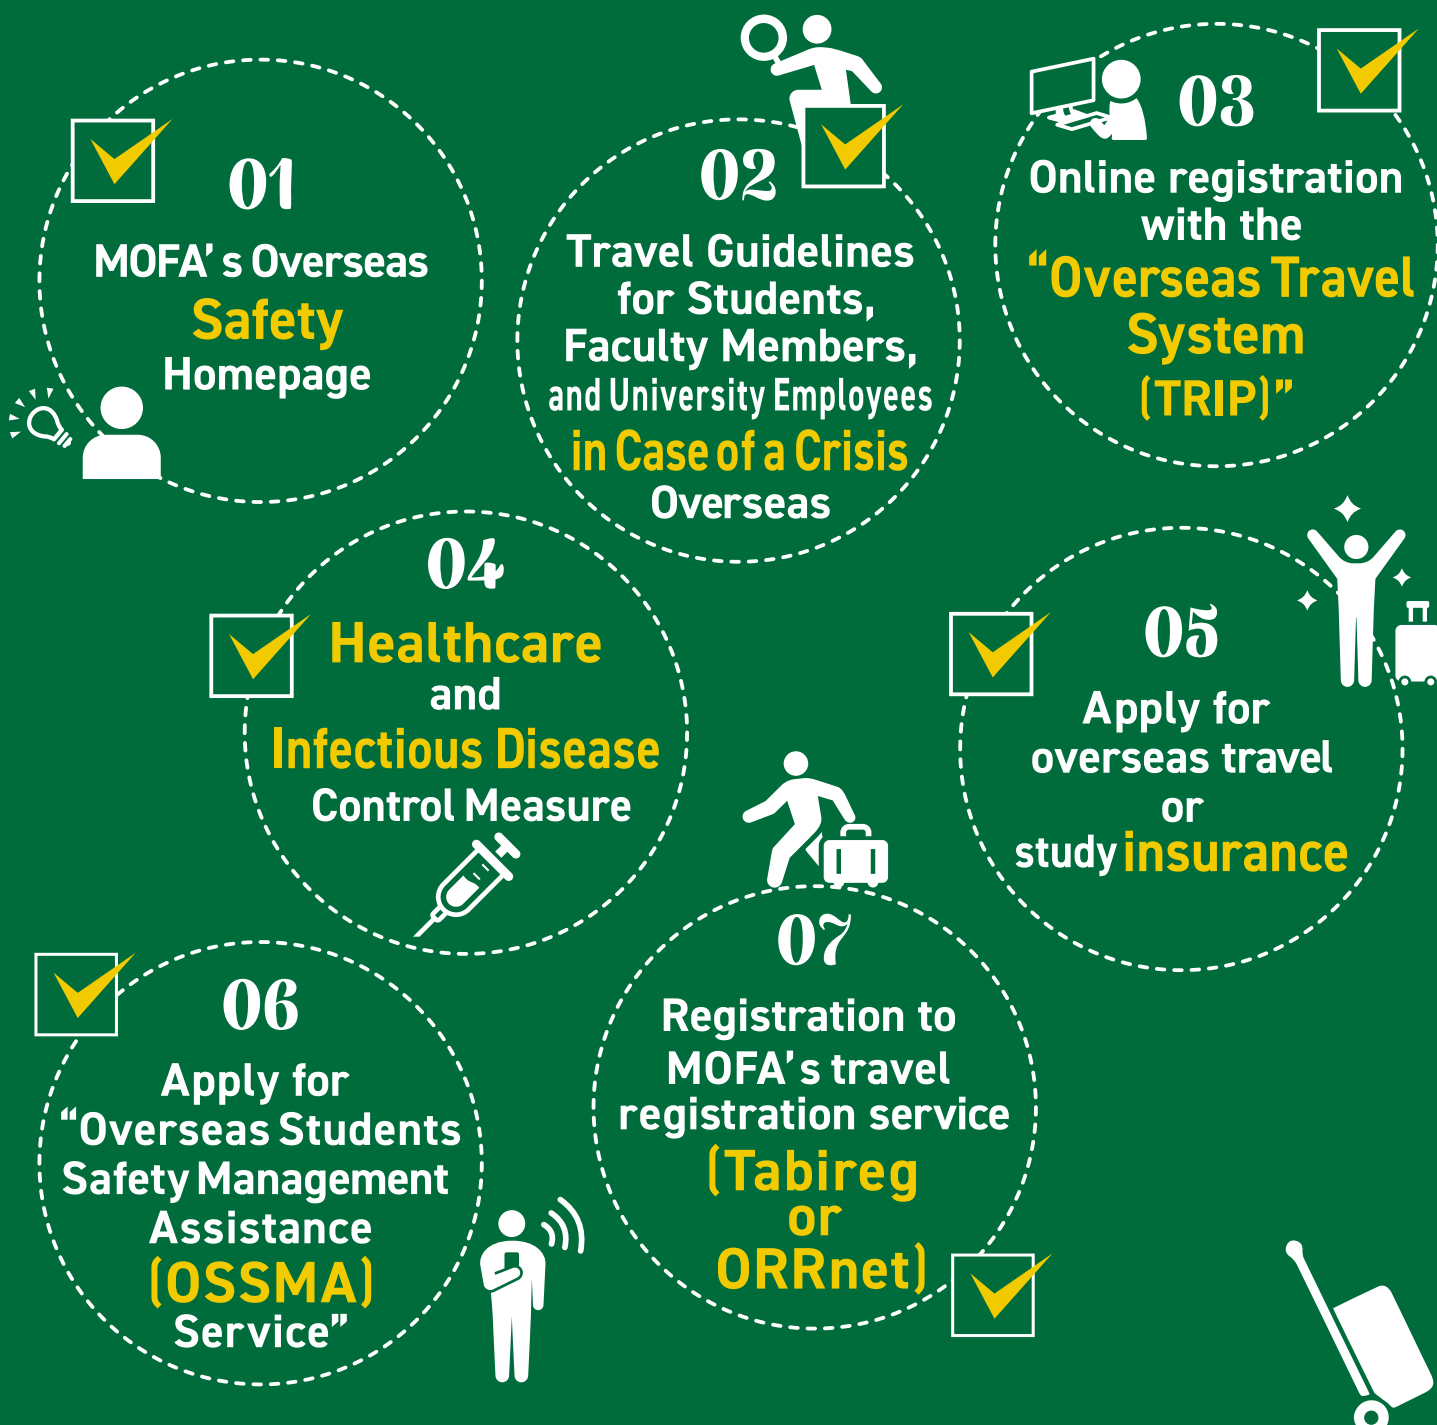 01
MOFA's Overseas
Safety
Homepage
02
Travel Guidelines
for Students,
Faculty Members,
and University Employees
in Case of a Crisis
Overseas
03
Online registration
with the
“Overseas Travel
System
(TRIP)”
04
Healthcare
and
Infectious Disease
Control Measure
05
Apply for
overseas travel
or
study insurance
06
Apply for
“Overseas Students
Safety Management
Assistance
(OSSMA)
Service”
07
Registration to
MOFA's travel
registration service
(Tabireg
or
ORRnet)